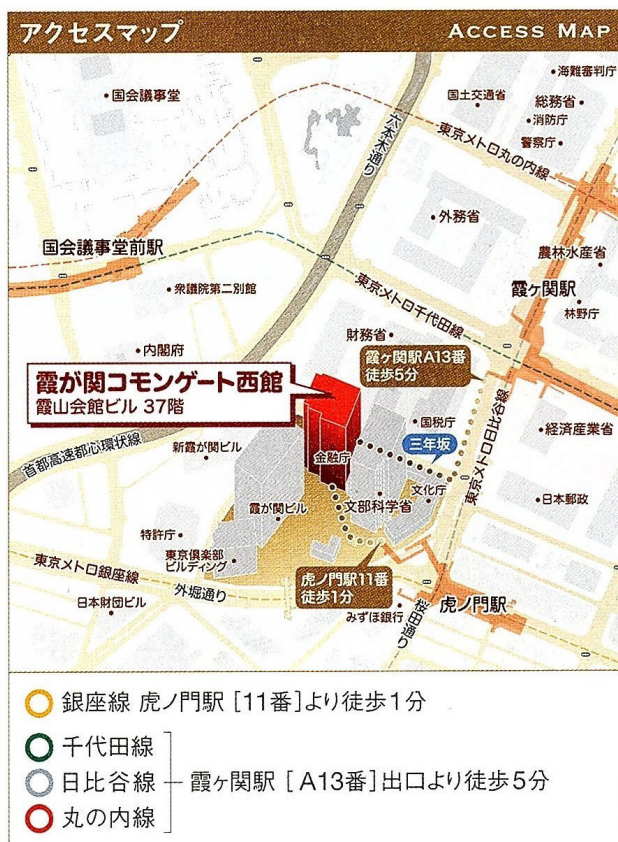 アクセスマップ
ACCESS MAP
海難審判庁
国会議事堂
国土交通省
総務省
消防庁
警察庁
六本木通り
東京メトロ丸の内線
外務省
国会議事堂前駅
農林水産省
霞ヶ関駅
衆議院第二別館
東京メトロ千代田線
林野庁
財務省
内閣府
霞ヶ関駅A13番
徒歩5分
霞が関コモンゲート西館
霞山会館ビル 37階
国税庁
経済産業省
首都高速都心環状線
新霞が関ビル
金融庁
三年坂
東京メトロ日比谷線
文化庁
霞が関ビル
文部科学省
日本郵政
特許庁
東京倶楽部
ビルディング
東京メトロ銀座線
外堀通り
虎ノ門駅11番
徒歩1分
日本財団ビル
みずほ銀行
桜田通り
虎ノ門駅
銀座線 虎ノ門駅 [11番]より徒歩1分
千代田線
日比谷線 霞ヶ関駅 [A13番]出口より徒歩5分
丸の内線